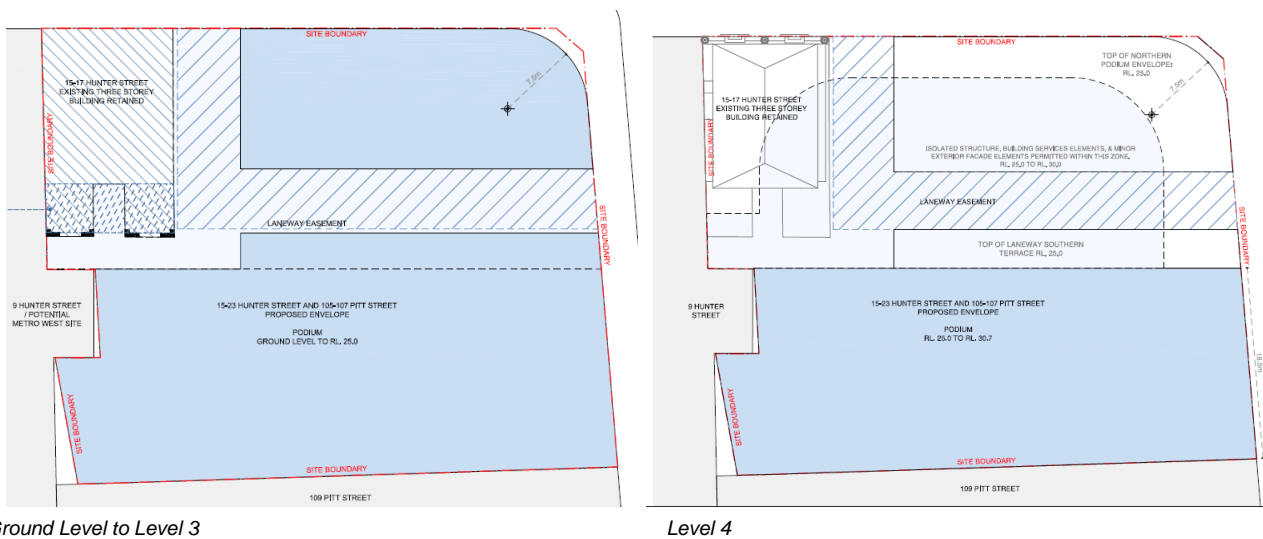 SITE BOUNDARY
15-17 HUNTER STREET
EXISTING THREE STOREY
BUILDING RETAINED
7.5m
SITE BOUNDARY
LANEWAY EASEMENT
SITE BOUNDARY
9 HUNTER STREET
/ POTENTIAL
METRO WEST SITE
15-23 HUNTER STREET AND 105-107 PITT STREET
PROPOSED ENVELOPE
PODIUM
GROUND LEVEL TO RL. 25.0
SITE BOUNDARY
SITE BOUNDARY
109 PITT STREET
Ground Level to Level 3
SITE BOUNDARY
TOP OF NORTHERN
PODIUM ENVELOPE:
RL. 25.0
7.5m
15-17 HUNTER STREET
EXISTING THREE STOREY
BUILDING RETAINED
SITE BOUNDARY
ISOLATED STRUCTURE, BUILDING SERVICES ELEMENTS, & MINOR
EXTERIOR FACADE ELEMENTS PERMITTED WITHIN THIS ZONE,
RL. 25.0 TO RL. 30.0
LANEWAY EASEMENT
SITE BOUNDARY
TOP OF LANEWAY SOUTHERN
TERRACE RL. 25.0
9 HUNTER
STREET
15-23 HUNTER STREET AND 105-107 PITT STREET
PROPOSED ENVELOPE
PODIUM
RL. 25.0 TO RL. 30.7
18.5m
SITE BOUNDARY
SITE BOUNDARY
109 PITT STREET
Level 4